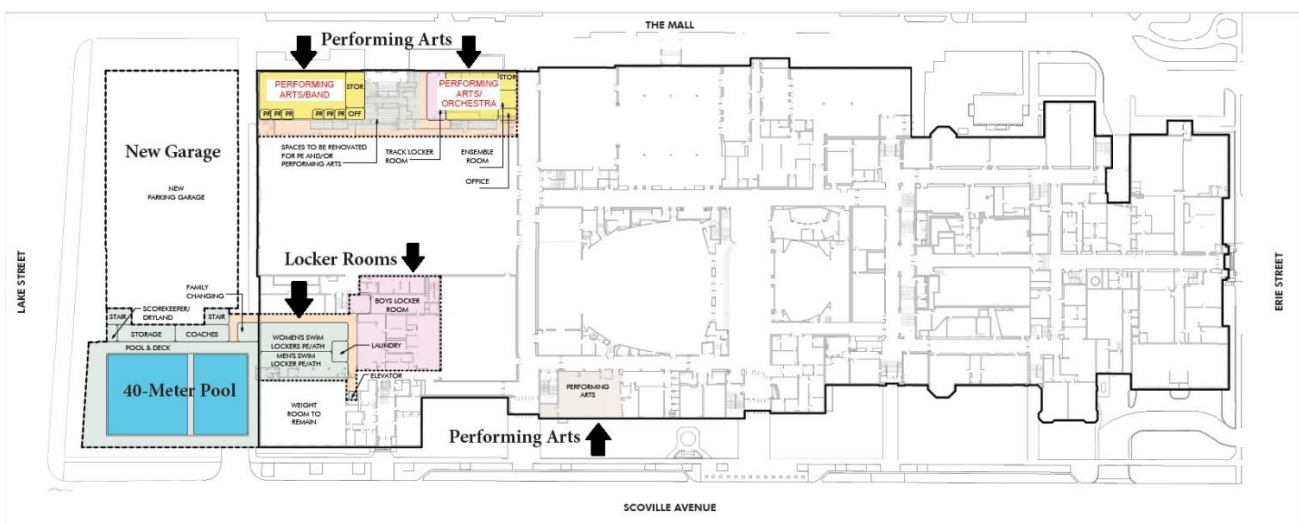 THE MALL
Performing Arts
PERFORMING
ARTS/BAND
STOR.
PR PR PR
PR PR PR
OFF
PERFORMING
ARTS/
ORCHESTRA
STOR.
SPACES TO BE RENOVATED
FOR PE AND/OR
PERFORMING ARTS
TRACK LOCKER
ROOM
ENSEMBLE
ROOM
OFFICE
New Garage
NEW
PARKING GARAGE
LAKE STREET
ERIE STREET
Locker Rooms
FAMILY
CHANGING
BOYS LOCKER
ROOM
SCOREKEEPER/
DRYLAND
STAIR
STAIR
STORAGE
COACHES
POOL & DECK
WOMEN'S SWIM
LOCKERS PE/ATH
MEN'S SWIM
LOCKER PE/ATH
LAUNDRY
ELEVATOR
40-Meter Pool
WEIGHT
ROOM TO
REMAIN
PERFORMING
ARTS
Performing Arts
SCOVILLE AVENUE